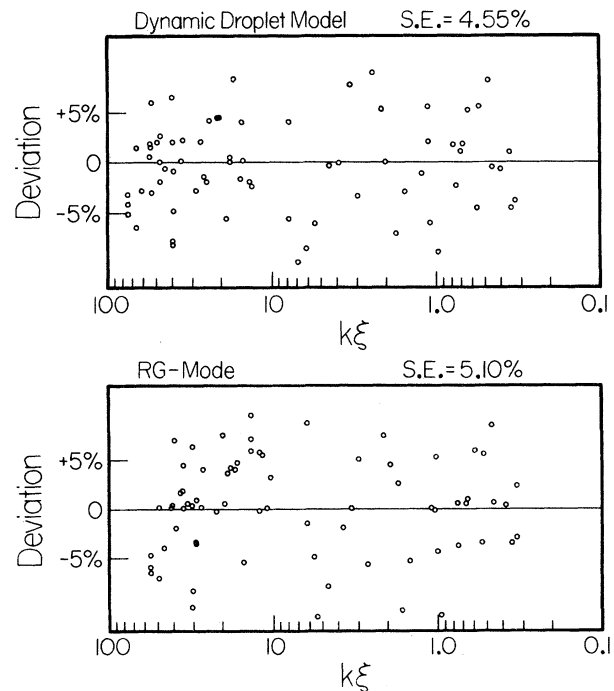 Dynamic Droplet Model S.E.= 4.55%
+5%
0
-5%
Deviation
100 10 1.0 0.1
kξ
RG-Mode S.E.= 5.10%
+5%
0
-5%
Deviation
100 10 1.0 0.1
kξ